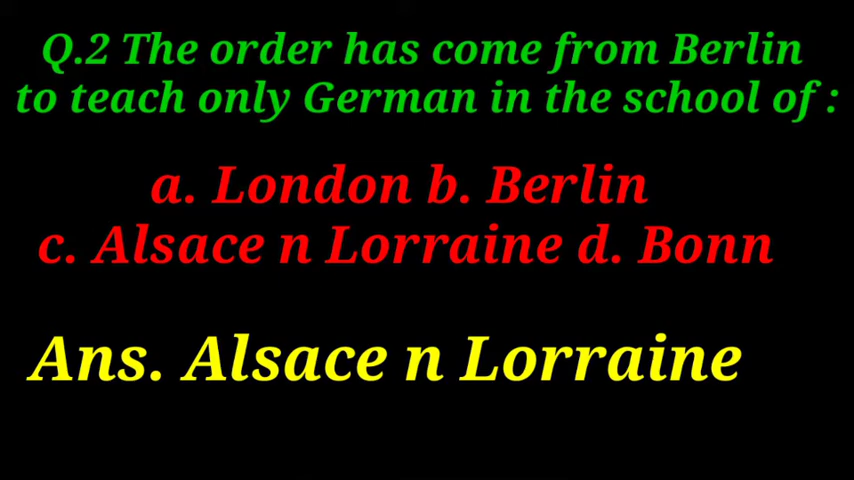 Q.2 The order has come from Berlin
to teach only German in the school of :
a. London b. Berlin
c. Alsace n Lorraine d. Bonn
Ans. Alsace n Lorraine